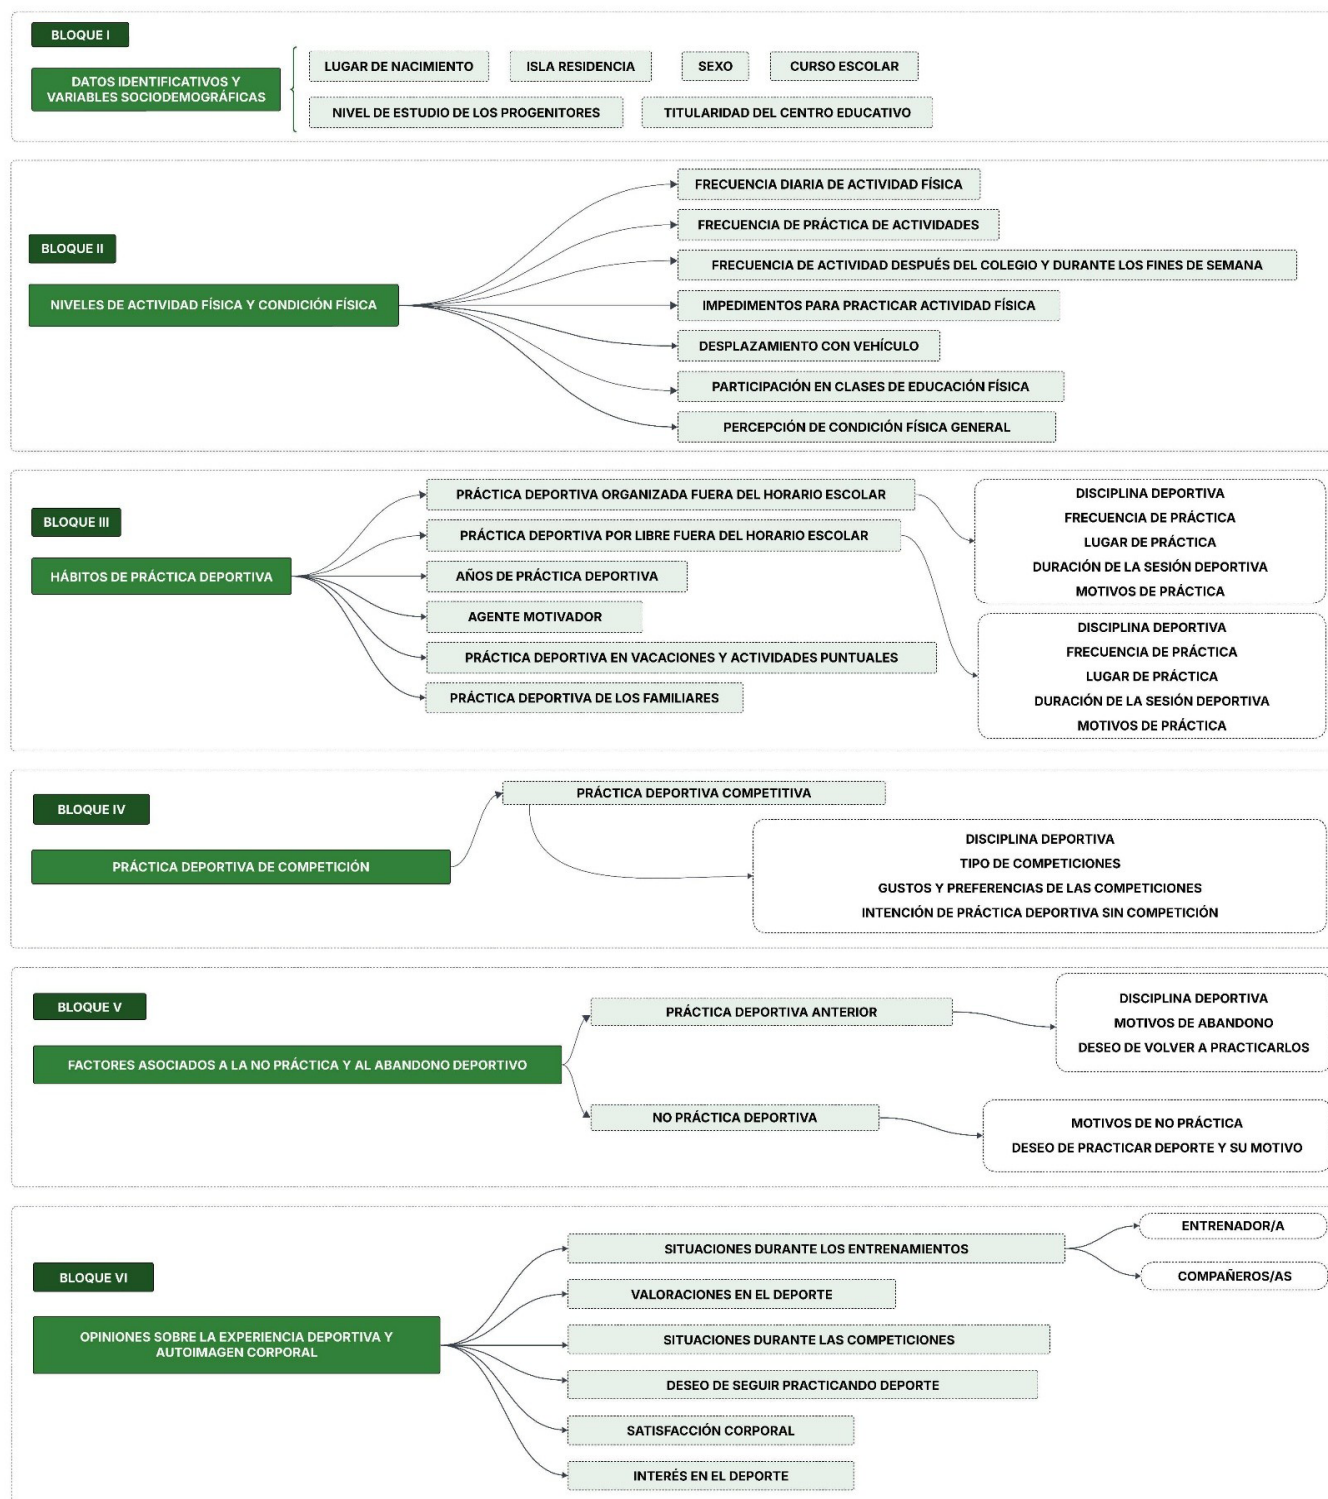 BLOQUE I
DATOS IDENTIFICATIVOS Y
VARIABLES SOCIODEMOGRÁFICAS
LUGAR DE NACIMIENTO
ISLA RESIDENCIA
SEXO
CURSO ESCOLAR
NIVEL DE ESTUDIO DE LOS PROGENITORES
TITULARIDAD DEL CENTRO EDUCATIVO
BLOQUE II
NIVELES DE ACTIVIDAD FÍSICA Y CONDICIÓN FÍSICA
FRECUENCIA DIARIA DE ACTIVIDAD FÍSICA
FRECUENCIA DE PRÁCTICA DE ACTIVIDADES
FRECUENCIA DE ACTIVIDAD DESPUÉS DEL COLEGIO Y DURANTE LOS FINES DE SEMANA
IMPEDIMENTOS PARA PRACTICAR ACTIVIDAD FÍSICA
DESPLAZAMIENTO CON VEHÍCULO
PARTICIPACIÓN EN CLASES DE EDUCACIÓN FÍSICA
PERCEPCIÓN DE CONDICIÓN FÍSICA GENERAL
BLOQUE III
HÁBITOS DE PRÁCTICA DEPORTIVA
PRÁCTICA DEPORTIVA ORGANIZADA FUERA DEL HORARIO ESCOLAR
PRÁCTICA DEPORTIVA POR LIBRE FUERA DEL HORARIO ESCOLAR
AÑOS DE PRÁCTICA DEPORTIVA
AGENTE MOTIVADOR
PRÁCTICA DEPORTIVA EN VACACIONES Y ACTIVIDADES PUNTUALES
PRÁCTICA DEPORTIVA DE LOS FAMILIARES
DISCIPLINA DEPORTIVA
FRECUENCIA DE PRÁCTICA
LUGAR DE PRÁCTICA
DURACIÓN DE LA SESIÓN DEPORTIVA
MOTIVOS DE PRÁCTICA
DISCIPLINA DEPORTIVA
FRECUENCIA DE PRÁCTICA
LUGAR DE PRÁCTICA
DURACIÓN DE LA SESIÓN DEPORTIVA
MOTIVOS DE PRÁCTICA
BLOQUE IV
PRÁCTICA DEPORTIVA DE COMPETICIÓN
PRÁCTICA DEPORTIVA COMPETITIVA
DISCIPLINA DEPORTIVA
TIPO DE COMPETICIONES
GUSTOS Y PREFERENCIAS DE LAS COMPETICIONES
INTENCIÓN DE PRÁCTICA DEPORTIVA SIN COMPETICIÓN
BLOQUE V
FACTORES ASOCIADOS A LA NO PRÁCTICA Y AL ABANDONO DEPORTIVO
PRÁCTICA DEPORTIVA ANTERIOR
DISCIPLINA DEPORTIVA
MOTIVOS DE ABANDONO
DESEO DE VOLVER A PRACTICARLOS
NO PRÁCTICA DEPORTIVA
MOTIVOS DE NO PRÁCTICA
DESEO DE PRACTICAR DEPORTE Y SU MOTIVO
BLOQUE VI
OPINIONES SOBRE LA EXPERIENCIA DEPORTIVA Y
AUTOIMAGEN CORPORAL
SITUACIONES DURANTE LOS ENTRENAMIENTOS
ENTRENADOR/A
COMPAÑEROS/AS
VALORACIONES EN EL DEPORTE
SITUACIONES DURANTE LAS COMPETICIONES
DESEO DE SEGUIR PRACTICANDO DEPORTE
SATISFACCIÓN CORPORAL
INTERÉS EN EL DEPORTE